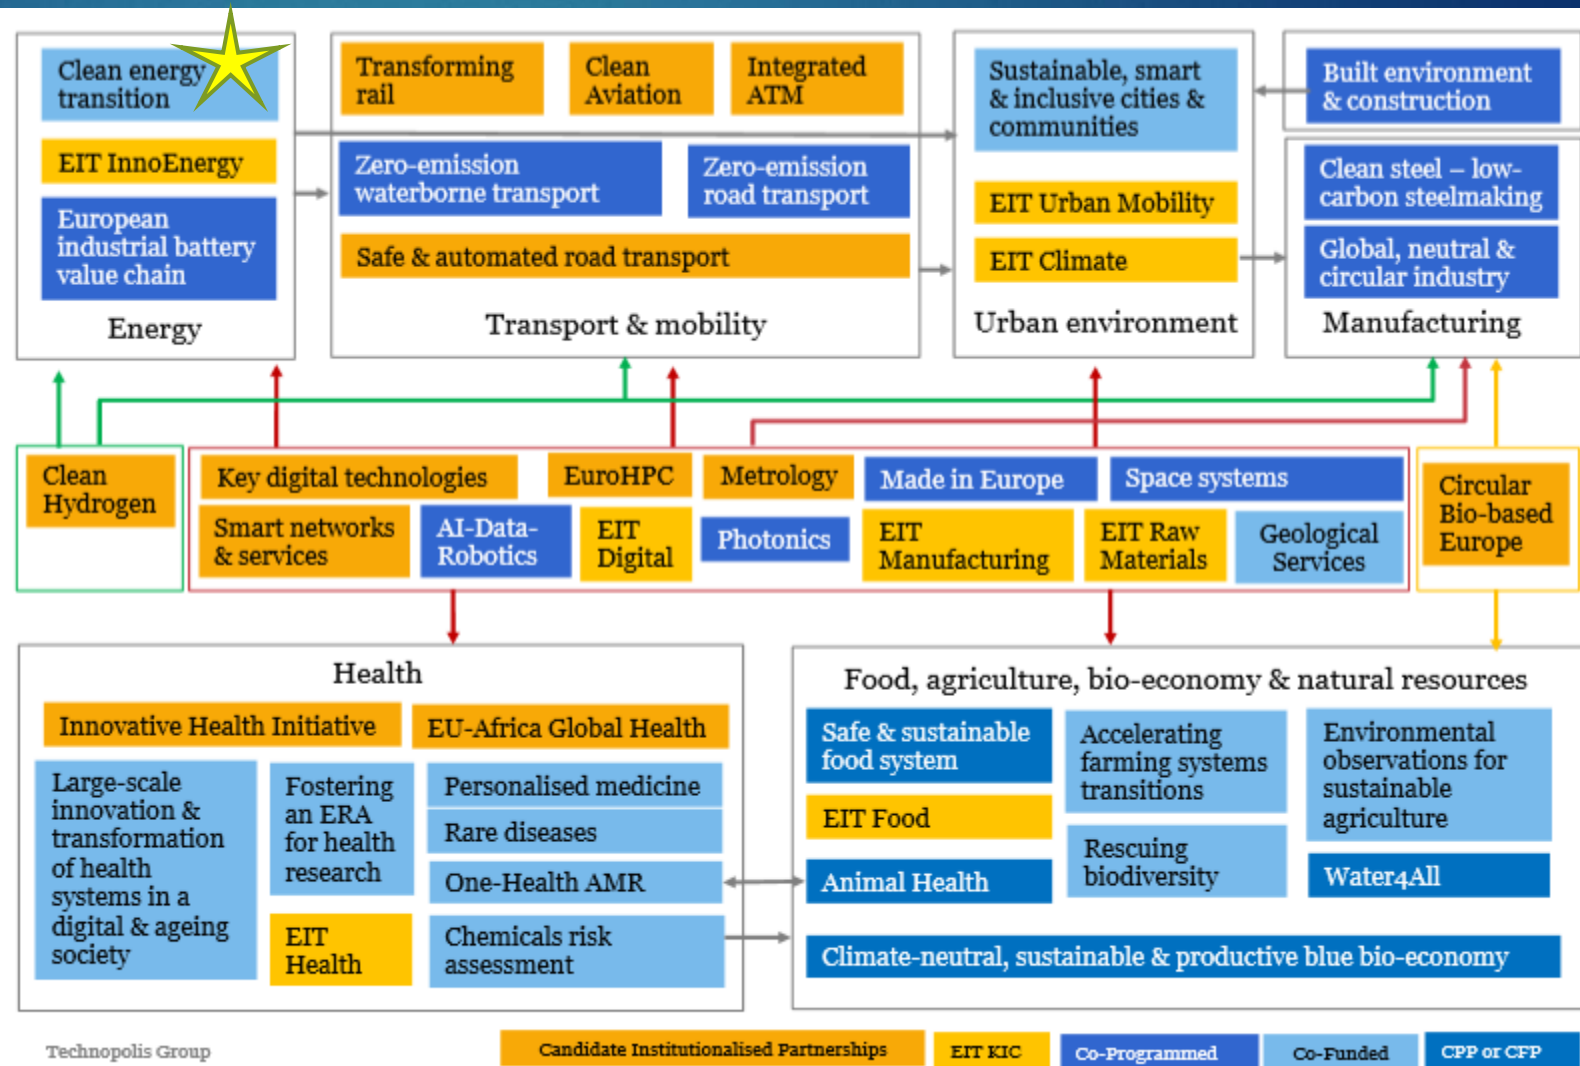 Clean energy
transition
EIT InnoEnergy
European
industrial battery
value chain
Energy
Transforming
rail
Clean
Aviation
Integrated
ATM
Zero-emission
waterborne transport
Zero-emission
road transport
Safe & automated road transport
Transport & mobility
Sustainable, smart
& inclusive cities &
communities
EIT Urban Mobility
EIT Climate
Urban environment
Built environment
& construction
Clean steel – low-
carbon steelmaking
Global, neutral &
circular industry
Manufacturing
Clean
Hydrogen
Key digital technologies
EuroHPC
Metrology
Made in Europe
Space systems
Smart networks
& services
AI-Data-
Robotics
EIT
Digital
Photonics
EIT
Manufacturing
EIT Raw
Materials
Geological
Services
Circular
Bio-based
Europe
Health
Innovative Health Initiative
EU-Africa Global Health
Large-scale
innovation &
transformation
of health
systems in a
digital & ageing
society
Fostering
an ERA
for health
research
EIT
Health
Personalised medicine
Rare diseases
One-Health AMR
Chemicals risk
assessment
Food, agriculture, bio-economy & natural resources
Safe & sustainable
food system
EIT Food
Animal Health
Accelerating
farming systems
transitions
Rescuing
biodiversity
Environmental
observations for
sustainable
agriculture
Water4All
Climate-neutral, sustainable & productive blue bio-economy
Technopolis Group
Candidate Institutionalised Partnerships
EIT KIC
Co-Programmed
Co-Funded
CPP or CFP